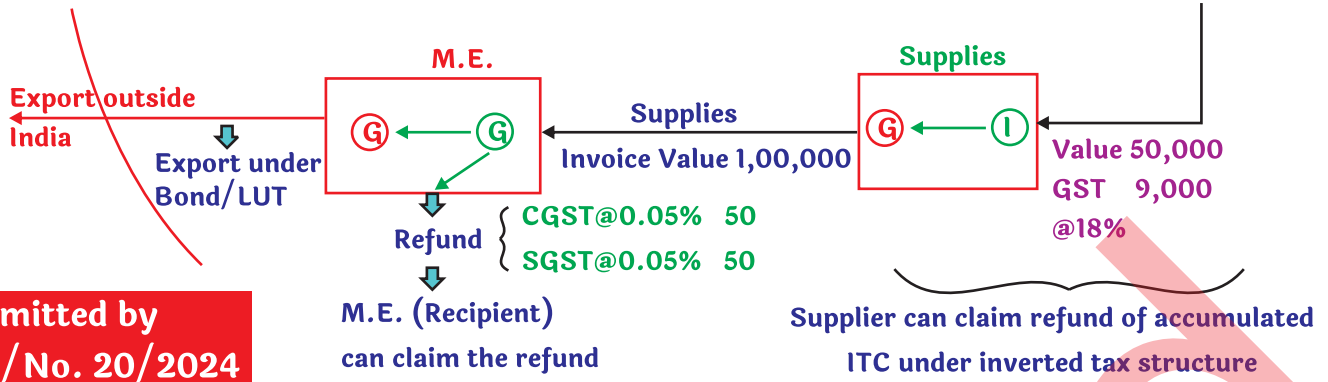 M.E.
Supplies
Export outside
India
G G
Supplies
G I
Export under
Bond/LUT
Invoice Value 1,00,000
Value 50,000
GST 9,000
@18%
Refund
CGST@0.05% 50
SGST@0.05% 50
M.E. (Recipient)
can claim the refund
Supplier can claim refund of accumulated
ITC under inverted tax structure
mitted by
/No. 20/2024